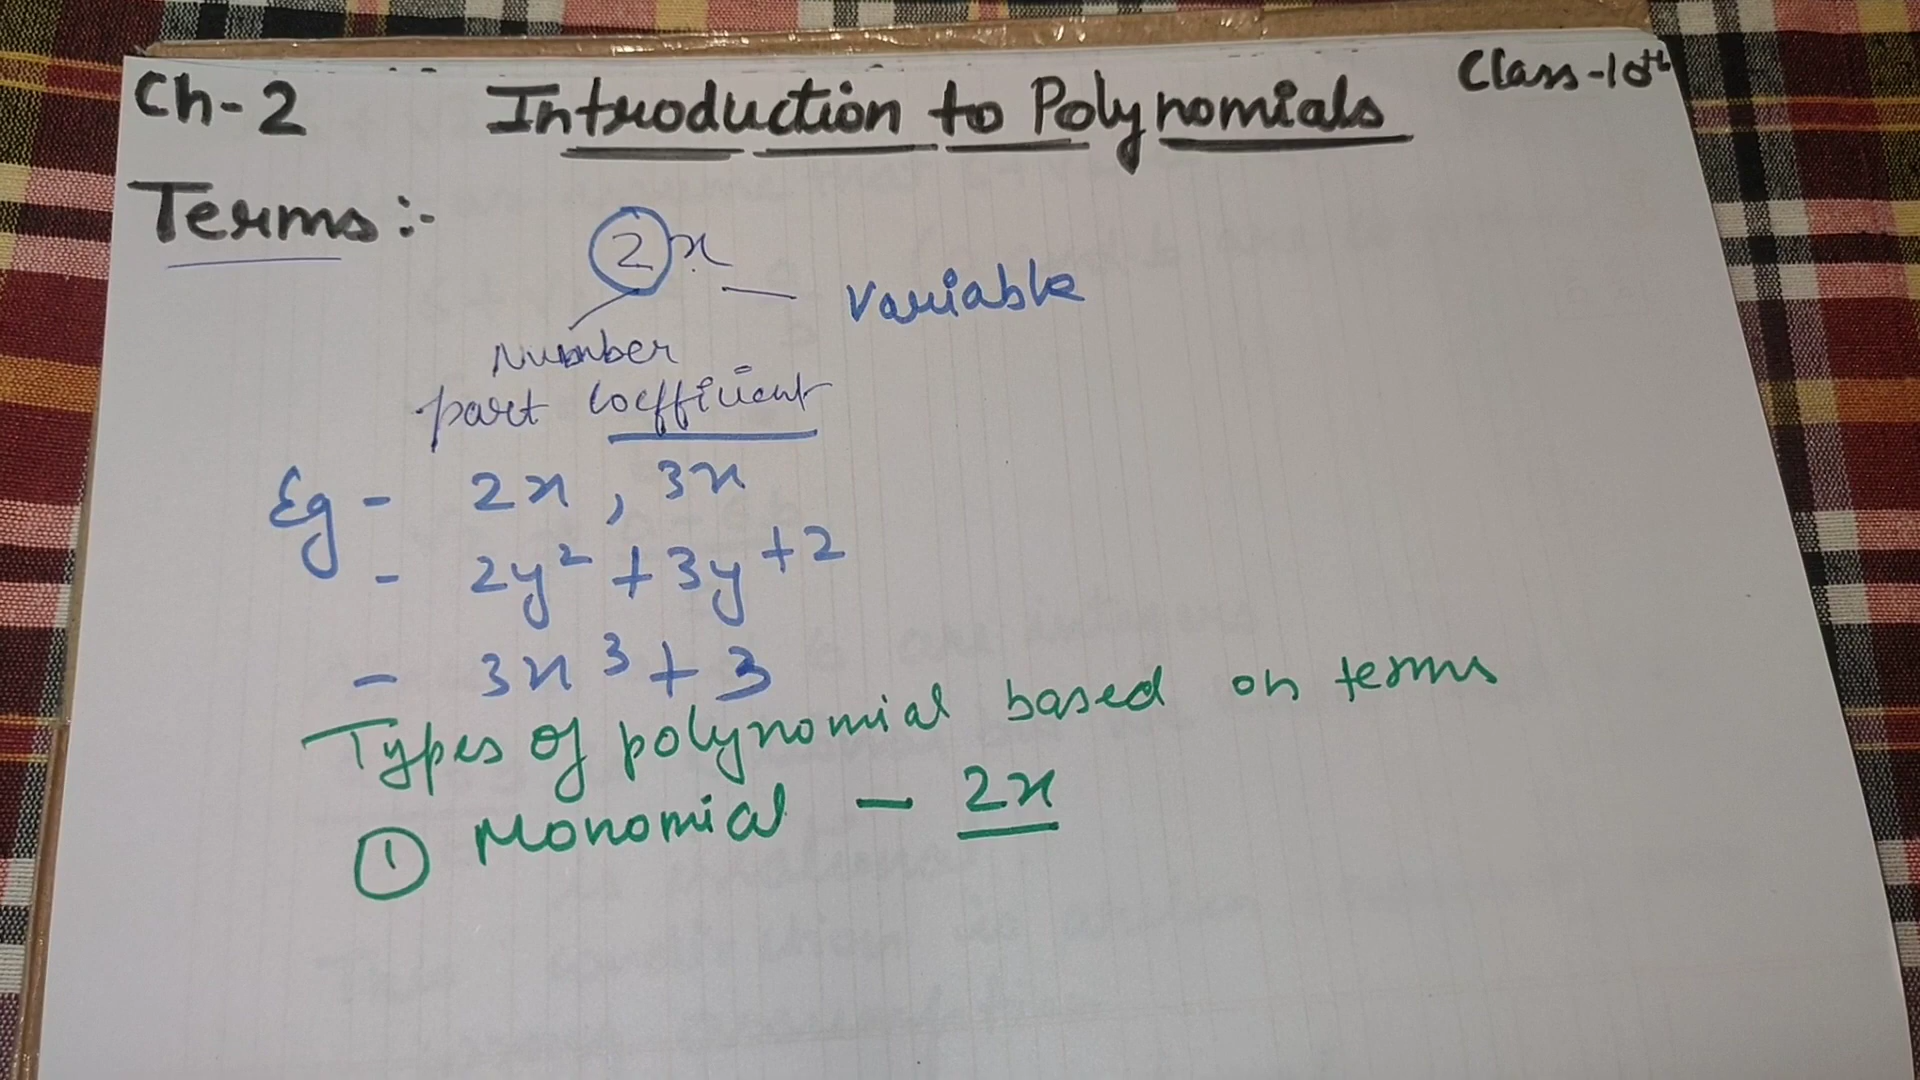 Ch-2 Introduction to Polynomials Class-10th
Terms :-
2x
Variable
Number
part Coefficient
Eg - 2x , 3x
- 2y² + 3y + 2
- 3x³ + 3
Types of polynomial based on terms
① Monomial - 2x